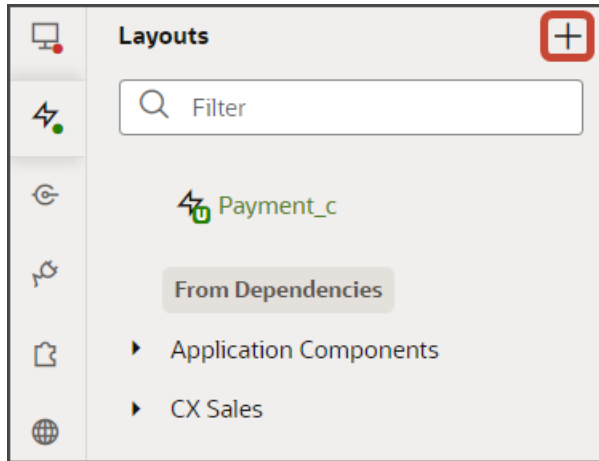 Layouts
Filter
U Payment_c
From Dependencies
Application Components
CX Sales